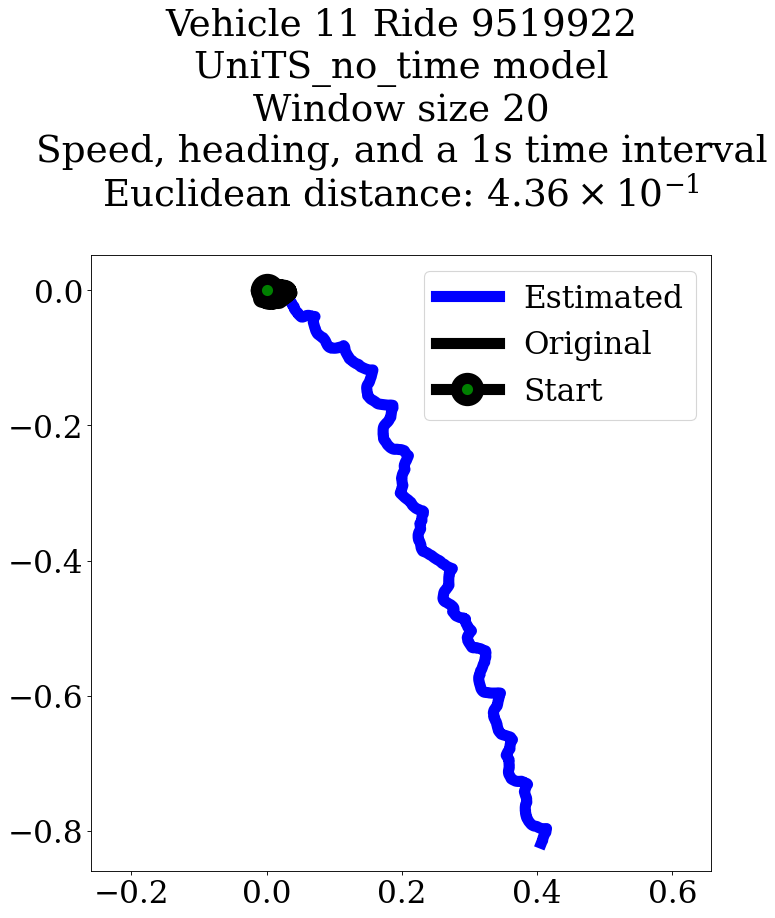 Vehicle 11 Ride 9519922
UniTS_no_time model
Window size 20
Speed, heading, and a 1s time interval
Euclidean distance: 4.36 × 10⁻¹
Estimated
Original
Start
0.0
−0.2
−0.4
−0.6
−0.8
−0.2 0.0 0.2 0.4 0.6